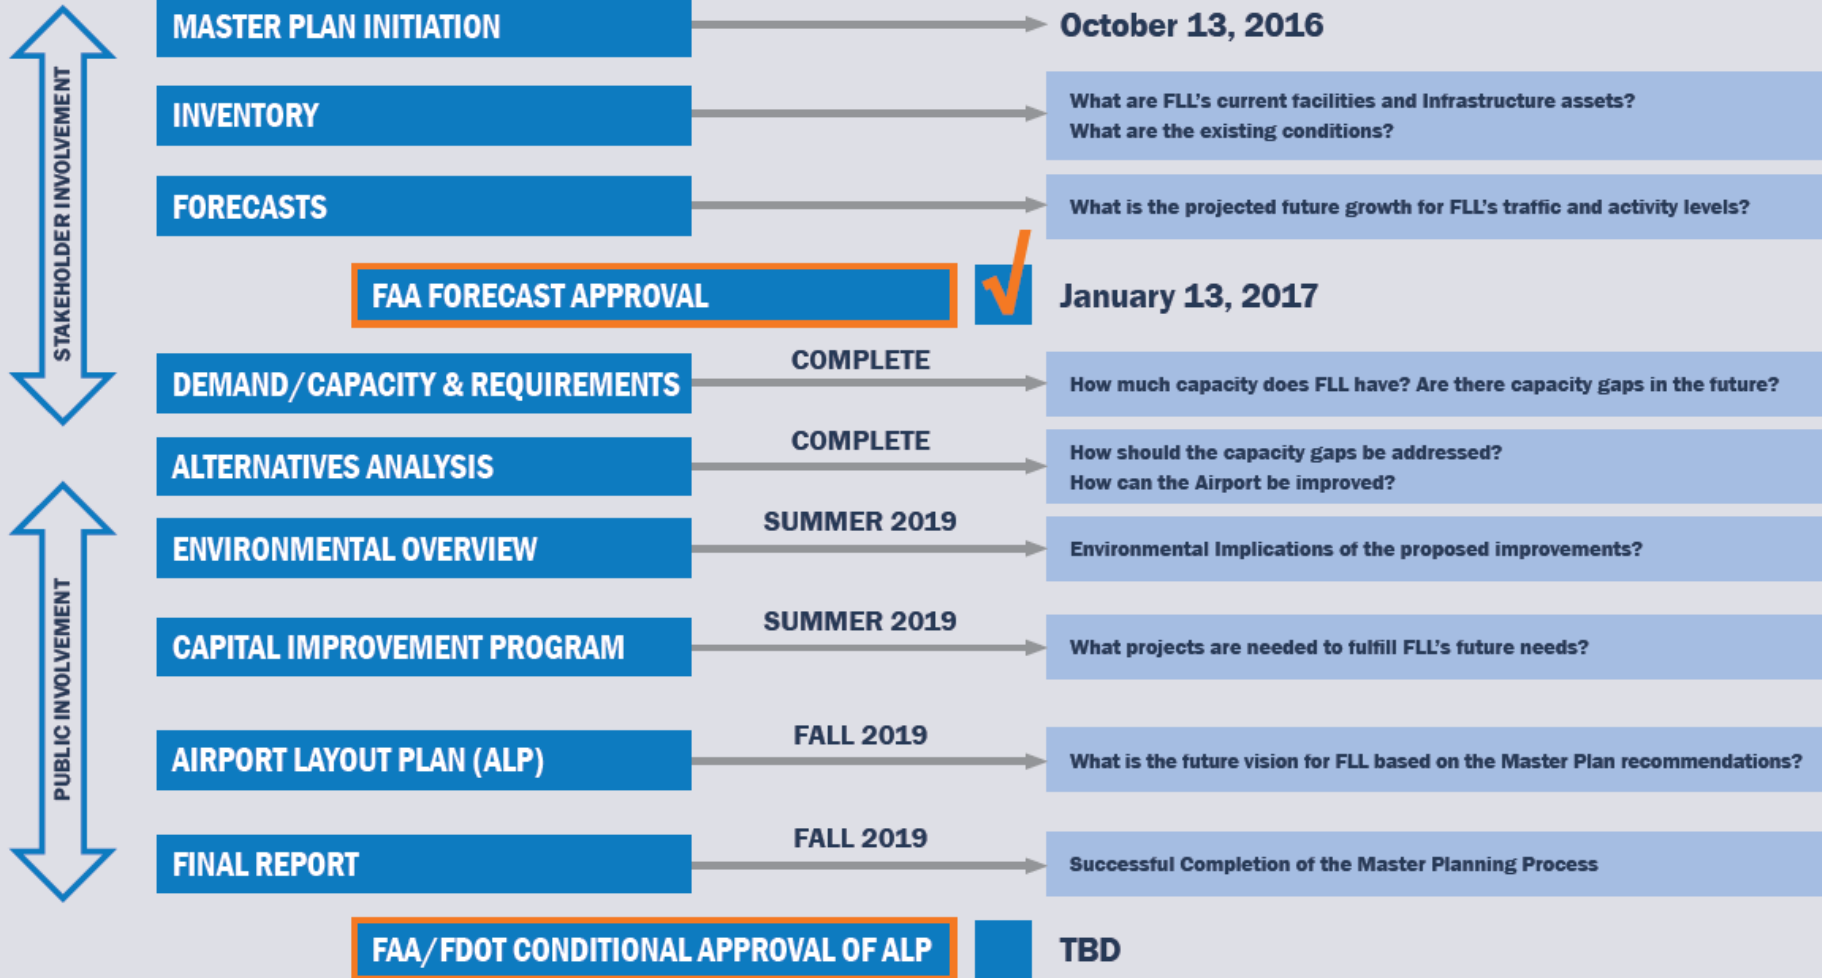 STAKEHOLDER INVOLVEMENT
MASTER PLAN INITIATION
October 13, 2016
INVENTORY
What are FLL's current facilities and Infrastructure assets?
What are the existing conditions?
FORECASTS
What is the projected future growth for FLL's traffic and activity levels?
FAA FORECAST APPROVAL
January 13, 2017
DEMAND/CAPACITY & REQUIREMENTS
COMPLETE
How much capacity does FLL have? Are there capacity gaps in the future?
ALTERNATIVES ANALYSIS
COMPLETE
How should the capacity gaps be addressed?
How can the Airport be improved?
PUBLIC INVOLVEMENT
ENVIRONMENTAL OVERVIEW
SUMMER 2019
Environmental Implications of the proposed improvements?
CAPITAL IMPROVEMENT PROGRAM
SUMMER 2019
What projects are needed to fulfill FLL's future needs?
AIRPORT LAYOUT PLAN (ALP)
FALL 2019
What is the future vision for FLL based on the Master Plan recommendations?
FINAL REPORT
FALL 2019
Successful Completion of the Master Planning Process
FAA/FDOT CONDITIONAL APPROVAL OF ALP
TBD